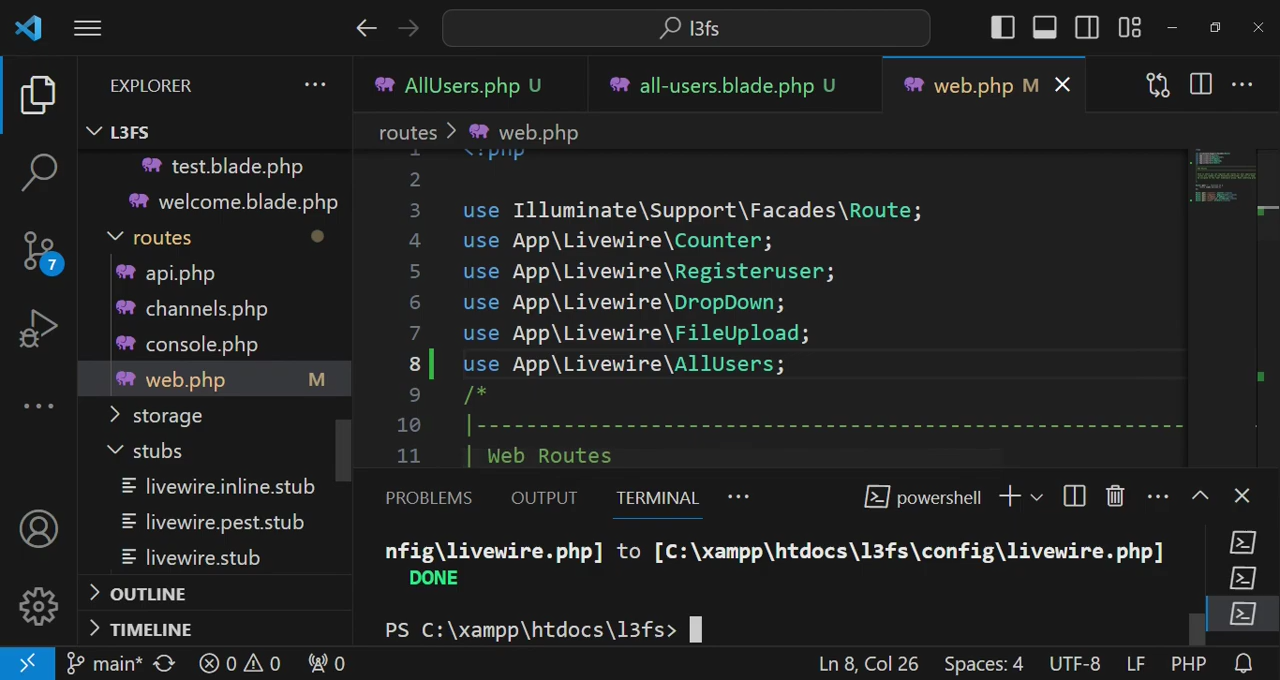 l3fs
EXPLORER
AllUsers.php U
all-users.blade.php U
web.php M
L3FS
routes > web.php
test.blade.php
welcome.blade.php
routes
api.php
channels.php
console.php
web.php M
storage
stubs
livewire.inline.stub
livewire.pest.stub
livewire.stub
OUTLINE
TIMELINE
7
1 <?php
2
3 use Illuminate\Support\Facades\Route;
4 use App\Livewire\Counter;
5 use App\Livewire\Registeruser;
6 use App\Livewire\DropDown;
7 use App\Livewire\FileUpload;
8 use App\Livewire\AllUsers;
9 /*
10 |--------------------------------------------------------
11 | Web Routes
PROBLEMS OUTPUT TERMINAL powershell
nfig\livewire.php] to [C:\xampp\htdocs\l3fs\config\livewire.php]
DONE
PS C:\xampp\htdocs\l3fs>
main* 0 0 0 Ln 8, Col 26 Spaces: 4 UTF-8 LF PHP